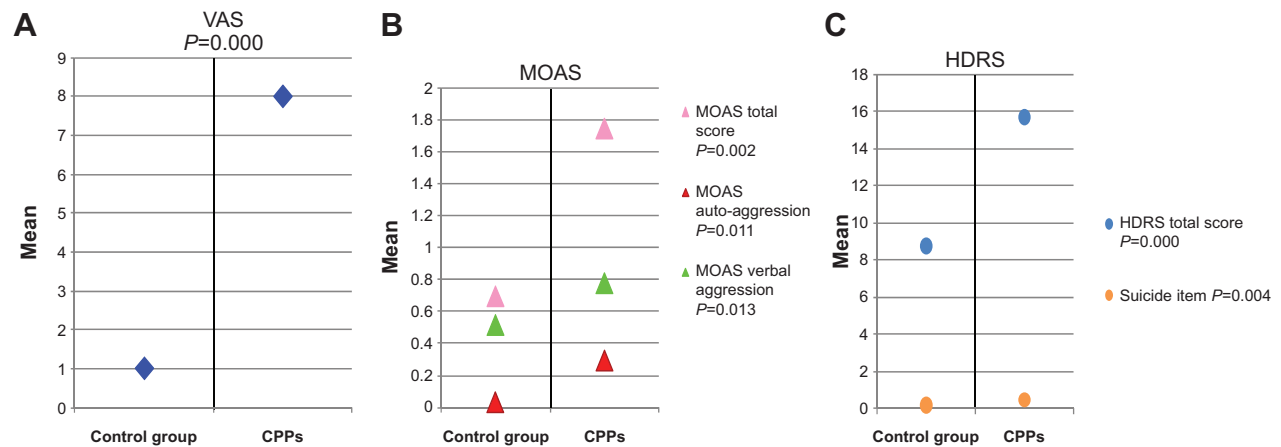 A
VAS
P=0.000
Mean
9
8
7
6
5
4
3
2
1
0
Control group
CPPs
B
MOAS
Mean
2
1.8
1.6
1.4
1.2
1
0.8
0.6
0.4
0.2
0
Control group
CPPs
MOAS total
score
P=0.002
MOAS
auto-aggression
P=0.011
MOAS verbal
aggression
P=0.013
C
HDRS
Mean
18
16
14
12
10
8
6
4
2
0
Control group
CPPs
HDRS total score
P=0.000
Suicide item P=0.004